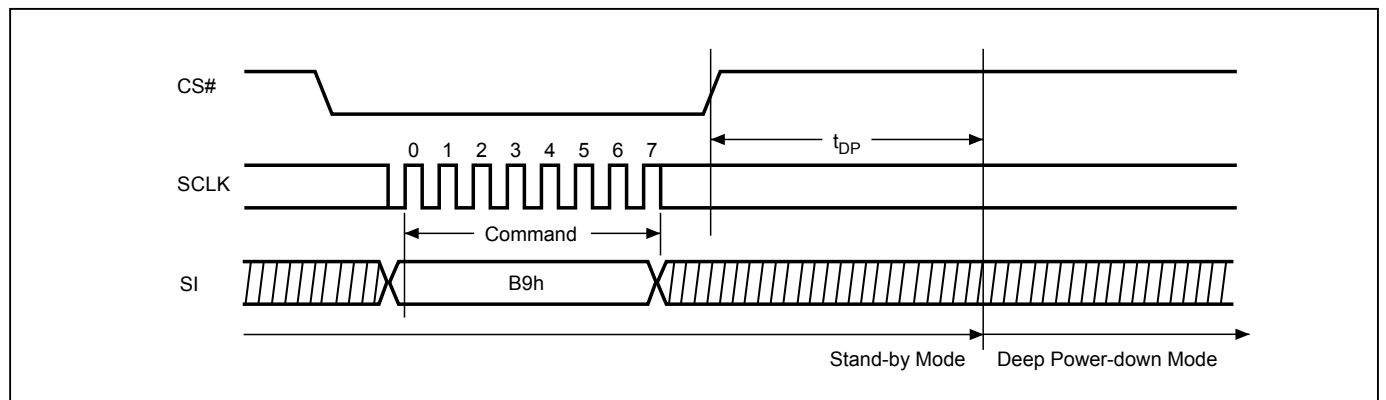 CS#
t_DP
0 1 2 3 4 5 6 7
SCLK
Command
SI
B9h
Stand-by Mode
Deep Power-down Mode